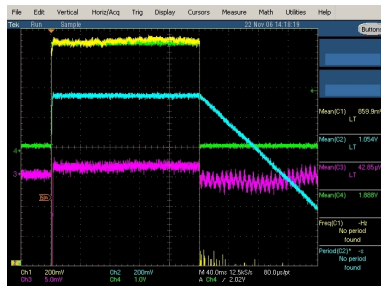 File Edit Vertical Horiz/Acq Trig Display Cursors Measure Math Utilities Help
Tek Run Sample 22 Nov 06 14:18:19 Buttons
Mean(C1) 859.9m
LT
Mean(C2) 1.054V
LT
Mean(C3) 42.85µV
LT
Mean(C4) 1.888V
Freq(C1) -Hz
No period
found
Period(C2)* -s
No period
found
Ch1 200mV Ch2 200mV M 40.0ms 12.5kS/s 80.0µs/pt
Ch3 5.0mV Ch4 1.0V A Ch4 2.02V